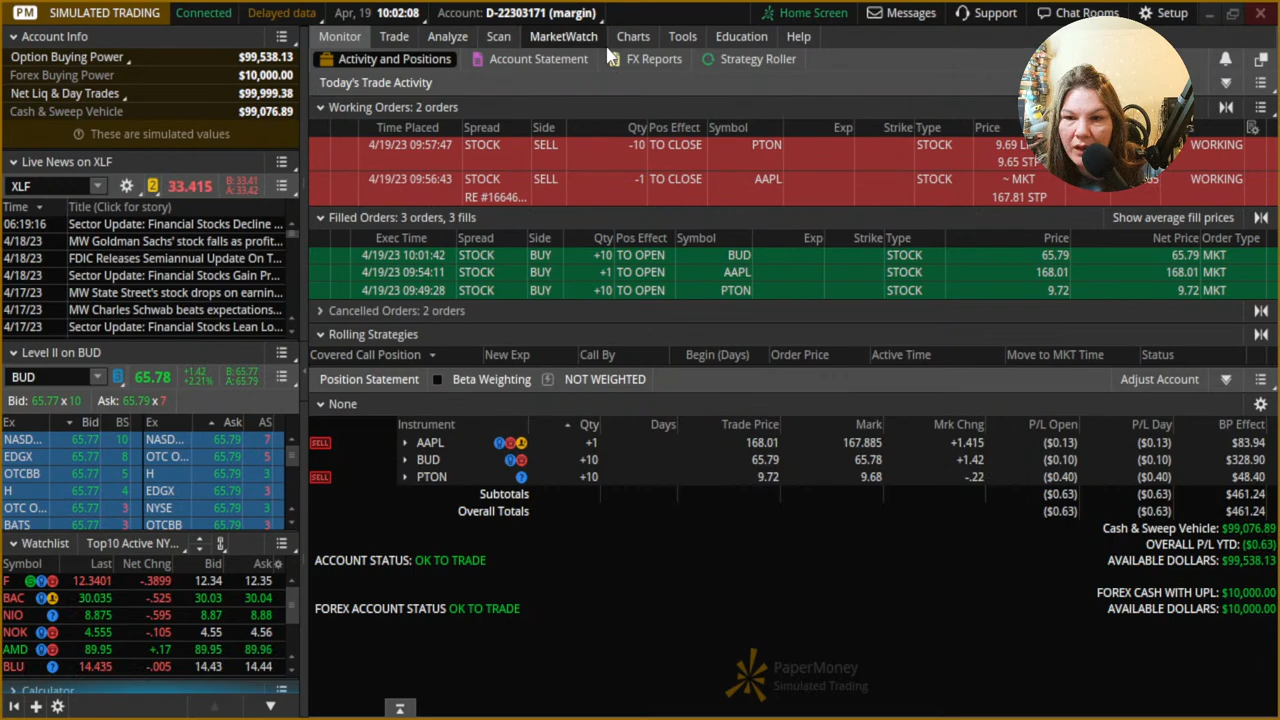 PM SIMULATED TRADING Connected Delayed data Apr, 19 10:02:08 Account: D-22303171 (margin) Home Screen Messages Support Chat Rooms Setup
Account Info
Option Buying Power $99,538.13
Forex Buying Power $10,000.00
Net Liq & Day Trades $99,999.38
Cash & Sweep Vehicle $99,076.89
These are simulated values
Live News on XLF
XLF 2 33.415 B: 33.41 A: 33.42
Time Title (Click for story)
06:19:16 Sector Update: Financial Stocks Decline ...
4/18/23 MW Goldman Sachs' stock falls as profit...
4/18/23 FDIC Releases Semiannual Update On T...
4/18/23 Sector Update: Financial Stocks Gain Pr...
4/17/23 MW State Street's stock drops on earnin...
4/17/23 MW Charles Schwab beats expectations...
4/17/23 Sector Update: Financial Stocks Lean Lo...
Level II on BUD
BUD 3 65.78 +1.42 +2.21% B: 65.77 A: 65.79
Bid: 65.77 x 10 Ask: 65.79 x 7
Ex Bid BS Ex Ask AS
NASD... 65.77 10 NASD... 65.79 7
EDGX 65.77 8 OTC O... 65.79 5
OTCBB 65.77 5 H 65.79 3
H 65.77 4 EDGX 65.79 3
OTC O... 65.77 3 NYSE 65.79 3
BATS 65.77 3 OTCBB 65.79 3
Watchlist Top10 Active NY...
Symbol Last Net Chng Bid Ask
F 12.3401 -.3899 12.34 12.35
BAC 30.035 -.525 30.03 30.04
NIO 8.875 -.595 8.87 8.88
NOK 4.555 -.105 4.55 4.56
AMD 89.95 +.17 89.95 89.96
BLU 14.435 -.005 14.43 14.44
Calculator
Monitor Trade Analyze Scan MarketWatch Charts Tools Education Help
Activity and Positions Account Statement FX Reports Strategy Roller
Today's Trade Activity
Working Orders: 2 orders
Time Placed Spread Side Qty Pos Effect Symbol Exp Strike Type Price
4/19/23 09:57:47 STOCK SELL -10 TO CLOSE PTON STOCK 9.69 WORKING
9.65 STP
4/19/23 09:56:43 STOCK SELL -1 TO CLOSE AAPL STOCK ~ MKT WORKING
RE #16646... 167.81 STP
Filled Orders: 3 orders, 3 fills Show average fill prices
Exec Time Spread Side Qty Pos Effect Symbol Exp Strike Type Price Net Price Order Type
4/19/23 10:01:42 STOCK BUY +10 TO OPEN BUD STOCK 65.79 65.79 MKT
4/19/23 09:54:11 STOCK BUY +1 TO OPEN AAPL STOCK 168.01 168.01 MKT
4/19/23 09:49:28 STOCK BUY +10 TO OPEN PTON STOCK 9.72 9.72 MKT
Cancelled Orders: 2 orders
Rolling Strategies
Covered Call Position New Exp Call By Begin (Days) Order Price Active Time Move to MKT Time Status
Position Statement Beta Weighting NOT WEIGHTED Adjust Account
None
Instrument Qty Days Trade Price Mark Mrk Chng P/L Open P/L Day BP Effect
SELL AAPL +1 168.01 167.885 +1.415 ($0.13) ($0.13) $83.94
BUD +10 65.79 65.78 +1.42 ($0.10) ($0.10) $328.90
SELL PTON +10 9.72 9.68 -.22 ($0.40) ($0.40) $48.40
Subtotals ($0.63) ($0.63) $461.24
Overall Totals ($0.63) ($0.63) $461.24
Cash & Sweep Vehicle: $99,076.89
OVERALL P/L YTD: ($0.63)
ACCOUNT STATUS: OK TO TRADE AVAILABLE DOLLARS: $99,538.13
FOREX CASH WITH UPL: $10,000.00
FOREX ACCOUNT STATUS OK TO TRADE AVAILABLE DOLLARS: $10,000.00
PaperMoney
Simulated Trading